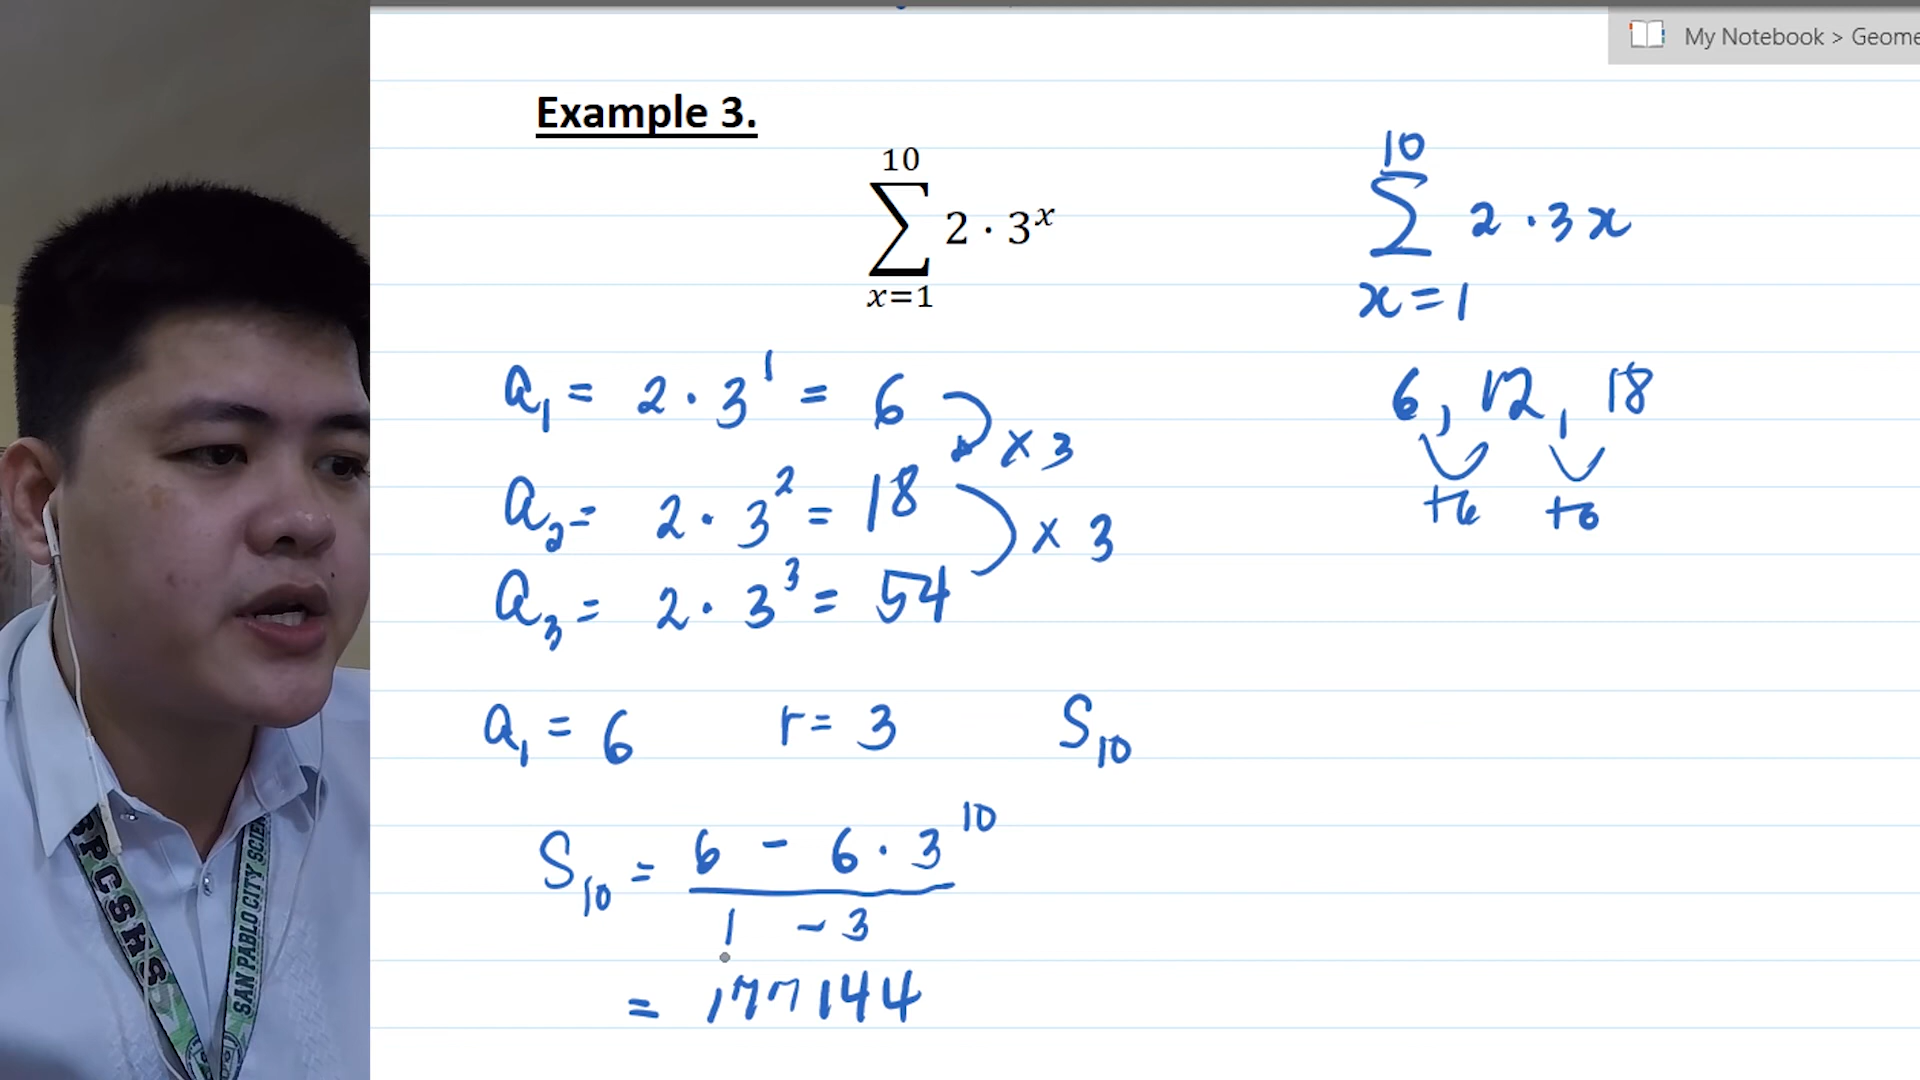 My Notebook > Geome
Example 3.
10
∑ 2 · 3^x
x=1
10
∑ 2 · 3x
x = 1
a₁ = 2 · 3^1 = 6
× 3
a₂ = 2 · 3^2 = 18
× 3
a₃ = 2 · 3^3 = 54
6, 12, 18
+6 +6
a₁ = 6 r = 3 S₁₀
S₁₀ = 6 - 6 · 3^10
1 - 3
= 177144
SPCSHS
SAN PABLO CITY SCIE